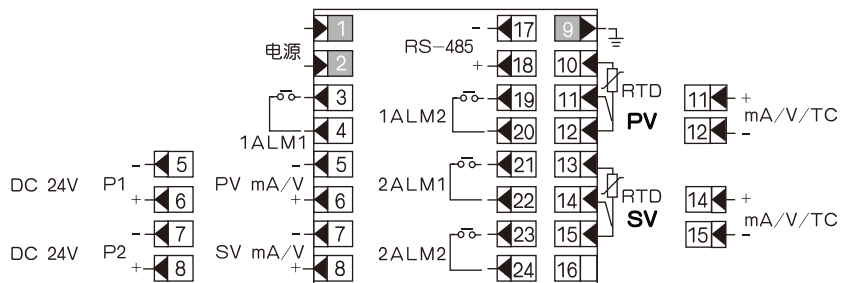 1 - 17 9
电源 RS-485
2 + 18 10
3 19 11 RTD 11 +
1ALM2 PV mA/V/TC
4 20 12 12 -
1ALM1
- 5 - 5 21 13
DC 24V P1 PV mA/V 2ALM1 RTD
+ 6 + 6 22 14 SV 14 +
mA/V/TC
- 7 - 7 23 15 15 -
DC 24V P2 SV mA/V 2ALM2
+ 8 + 8 24 16